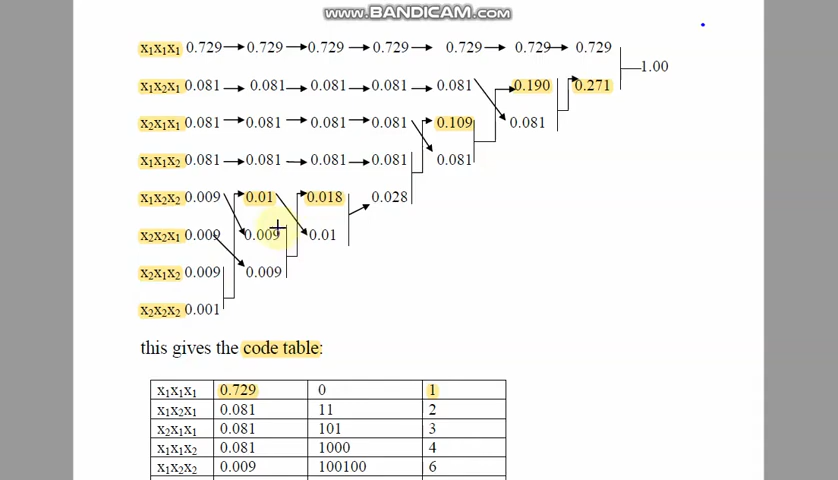 www.BANDICAM.com
x₁x₁x₁ 0.729 0.729 0.729 0.729 0.729 0.729 0.729
1.00
x₁x₂x₁ 0.081 0.081 0.081 0.081 0.081 0.190 0.271
x₂x₁x₁ 0.081 0.081 0.081 0.081 0.109 0.081
x₁x₁x₂ 0.081 0.081 0.081 0.081 0.081
x₁x₂x₂ 0.009 0.01 0.018 0.028
x₂x₂x₁ 0.009 0.009 0.01
x₂x₁x₂ 0.009 0.009
x₂x₂x₂ 0.001
this gives the code table:
x₁x₁x₁ 0.729 0 1
x₁x₂x₁ 0.081 11 2
x₂x₁x₁ 0.081 101 3
x₁x₁x₂ 0.081 1000 4
x₁x₂x₂ 0.009 100100 6